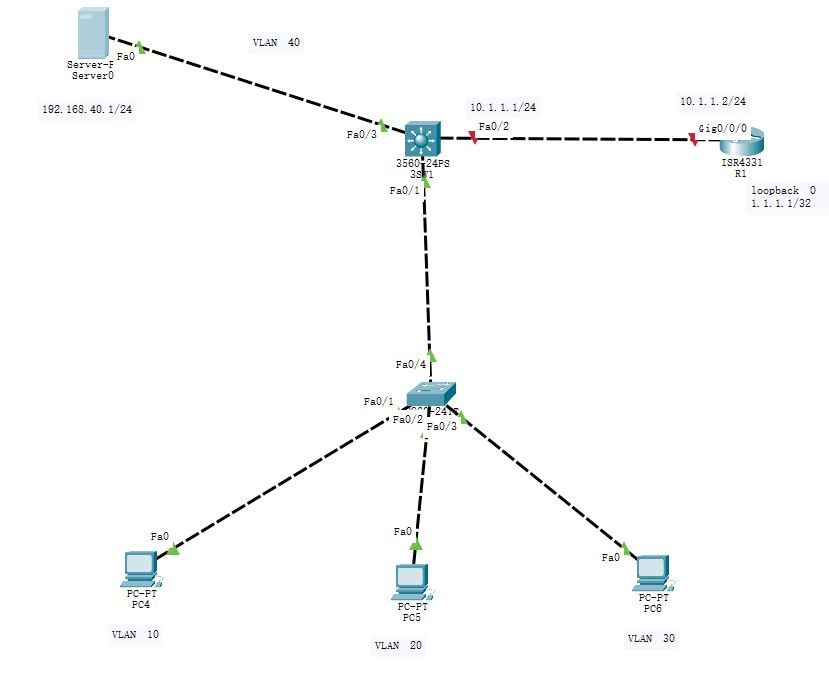 VLAN 40
Fa0
Server-P
Server0
192.168.40.1/24
10.1.1.1/24
10.1.1.2/24
Fa0/3
Fa0/2
Gig0/0/0
3560-24PS
Fa0/1
ISR4331
R1
loopback 0
1.1.1.1/32
Fa0/4
Fa0/1
Fa0/2
Fa0/3
Fa0
Fa0
Fa0
PC-PT
PC4
PC-PT
PC5
PC-PT
PC6
VLAN 10
VLAN 20
VLAN 30